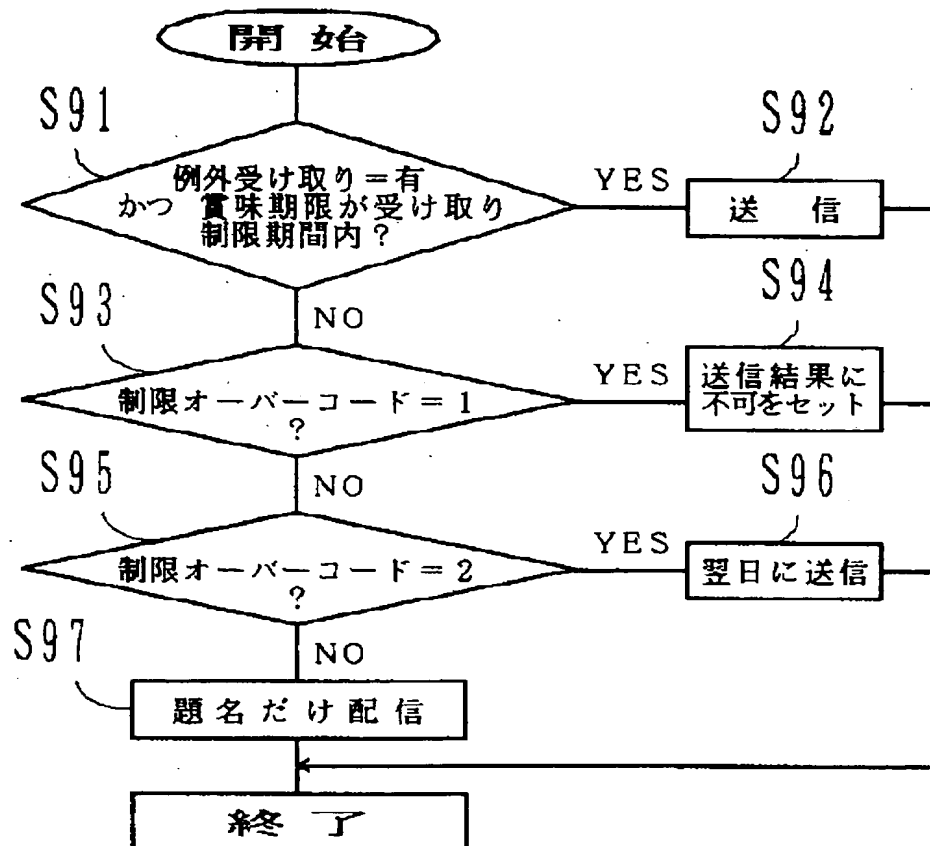 開始
S91
例外受け取り=有
かつ 賞味期限が受け取り
制限期間内?
YES
S92
送 信
NO
S93
制限オーバーコード=1
?
YES
S94
送信結果に
不可をセット
NO
S95
制限オーバーコード=2
?
YES
S96
翌日に送信
NO
S97
題名だけ配信
終了